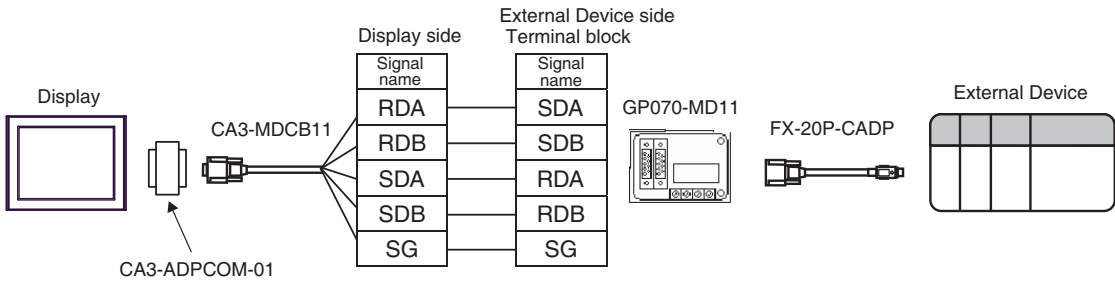 External Device side
Display side
Terminal block
Signal
name
Signal
name
Display
CA3-MDCB11
RDA
SDA
GP070-MD11
FX-20P-CADP
External Device
RDB
SDB
SDA
RDA
SDB
RDB
SG
SG
CA3-ADPCOM-01